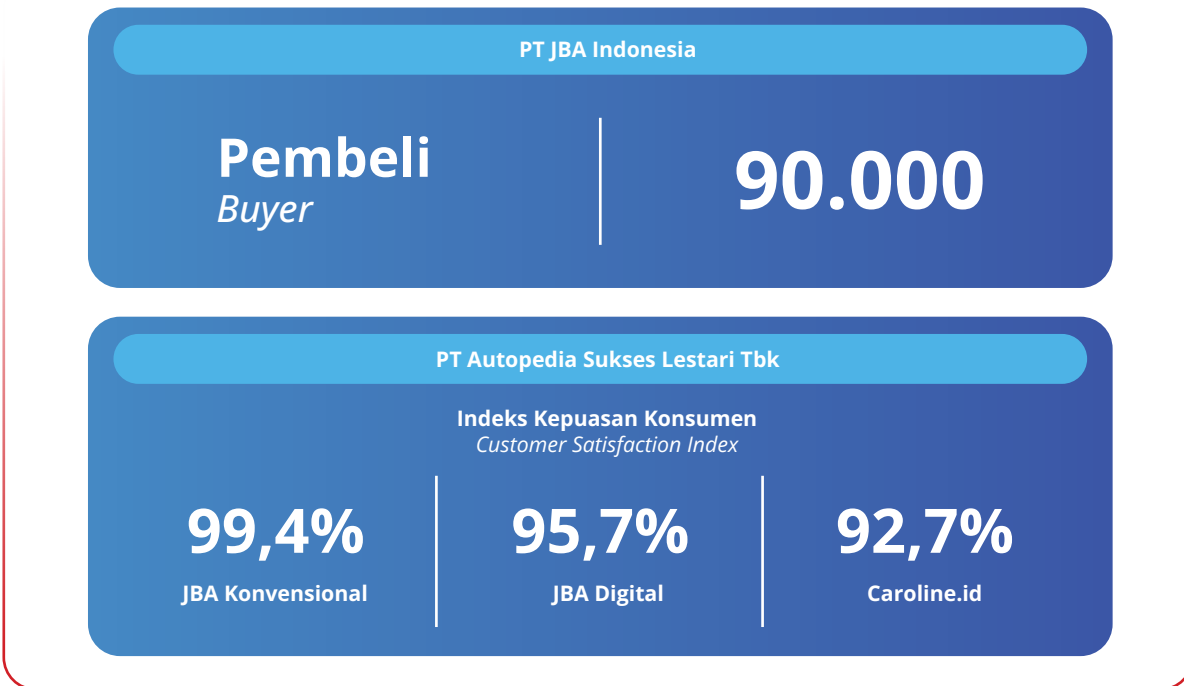 PT JBA Indonesia
Pembeli
Buyer
90.000
PT Autopedia Sukses Lestari Tbk
Indeks Kepuasan Konsumen
Customer Satisfaction Index
99,4%
JBA Konvensional
95,7%
JBA Digital
92,7%
Caroline.id